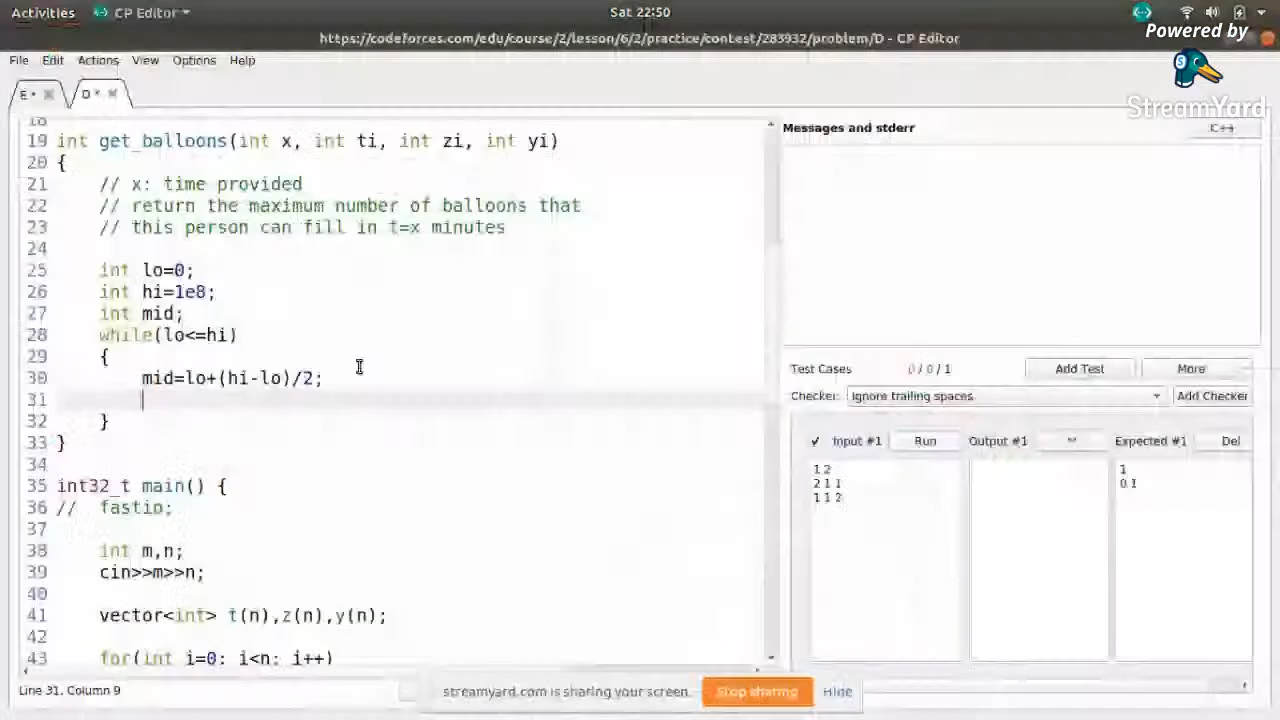 Activities
CP Editor
Sat 22:50
https://codeforces.com/edu/course/2/lesson/6/2/practice/contest/283932/problem/D - CP Editor
Powered by
StreamYard
File Edit Actions View Options Help
E *
D *
18
19 int get_balloons(int x, int ti, int zi, int yi)
20 {
21 // x: time provided
22 // return the maximum number of balloons that
23 // this person can fill in t=x minutes
24
25 int lo=0;
26 int hi=1e8;
27 int mid;
28 while(lo<=hi)
29 {
30 mid=lo+(hi-lo)/2;
31
32 }
33 }
34
35 int32_t main() {
36 // fastio;
37
38 int m,n;
39 cin>>m>>n;
40
41 vector<int> t(n),z(n),y(n);
42
43 for(int i=0; i<n; i++)
Messages and stderr
C++
Test Cases 0 / 0 / 1 Add Test More
Checker: Ignore trailing spaces Add Checker
Input #1 Run Output #1 ** Expected #1 Del
1 2
2 1 1
1 1 2
1
0 1
Line 31, Column 9
streamyard.com is sharing your screen. Stop sharing Hide